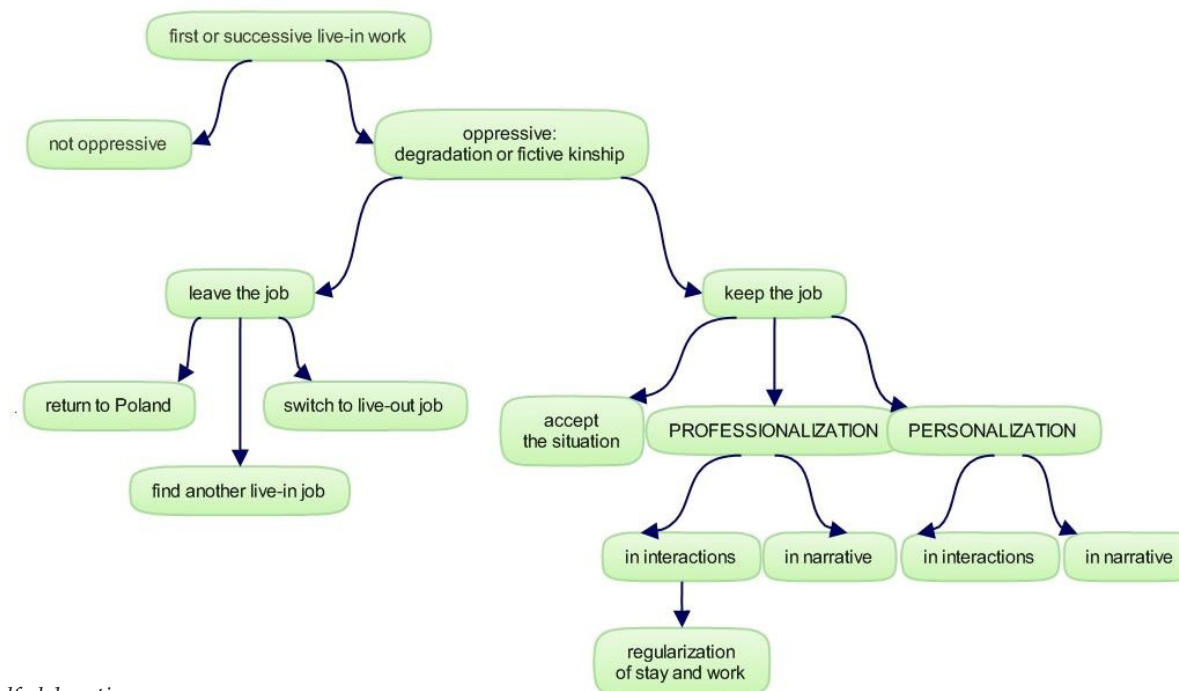 first or successive live-in work
not oppressive
oppressive:
degradation or fictive kinship
leave the job
keep the job
return to Poland
switch to live-out job
find another live-in job
accept
the situation
PROFESSIONALIZATION
PERSONALIZATION
in interactions
in narrative
in interactions
in narrative
regularization
of stay and work